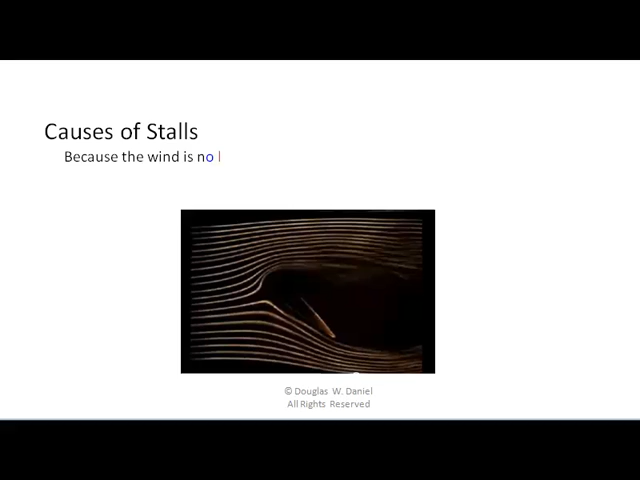 Causes of Stalls
Because the wind is no l
© Douglas W. Daniel
All Rights Reserved